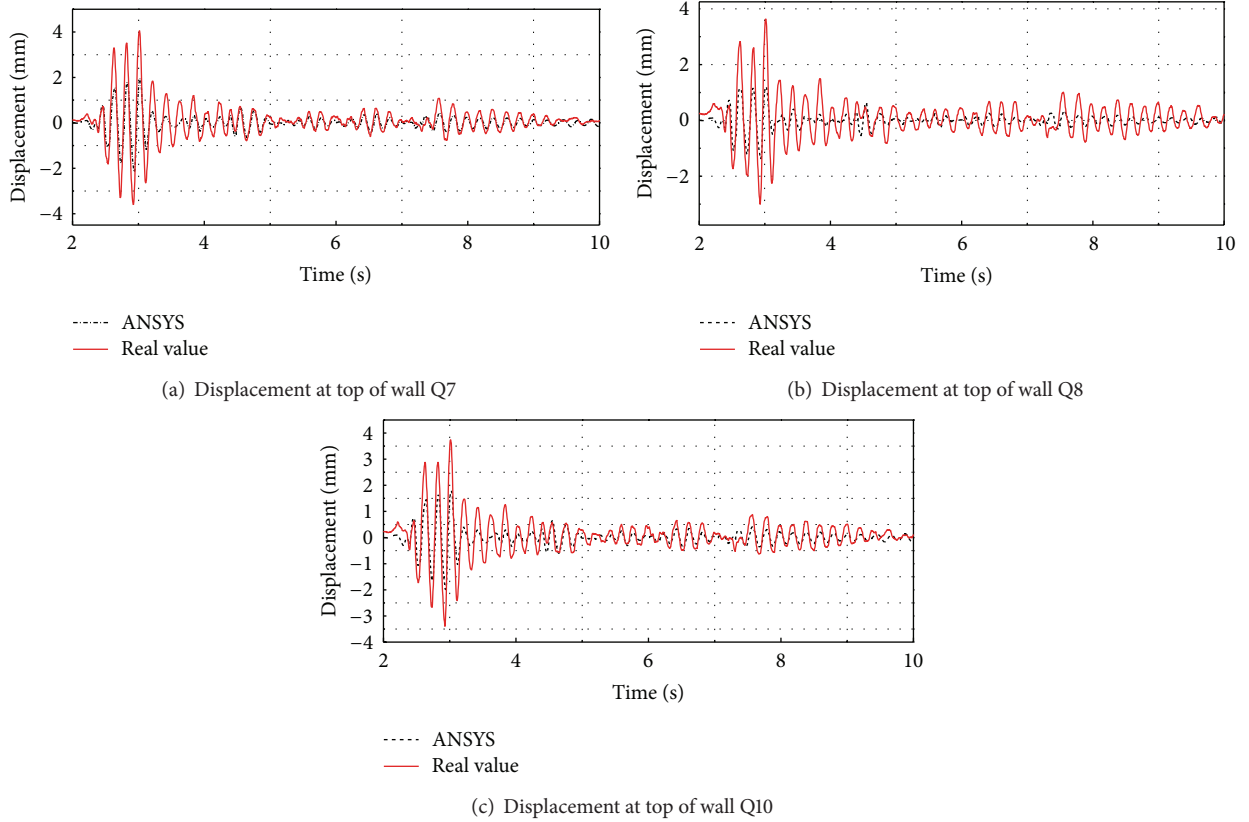 Displacement (mm)
4
2
0
−2
−4
2
4
6
8
10
Time (s)
ANSYS
Real value
(a) Displacement at top of wall Q7
Displacement (mm)
4
2
0
−2
2
4
6
8
10
Time (s)
ANSYS
Real value
(b) Displacement at top of wall Q8
Displacement (mm)
4
3
2
1
0
−1
−2
−3
−4
2
4
6
8
10
Time (s)
ANSYS
Real value
(c) Displacement at top of wall Q10